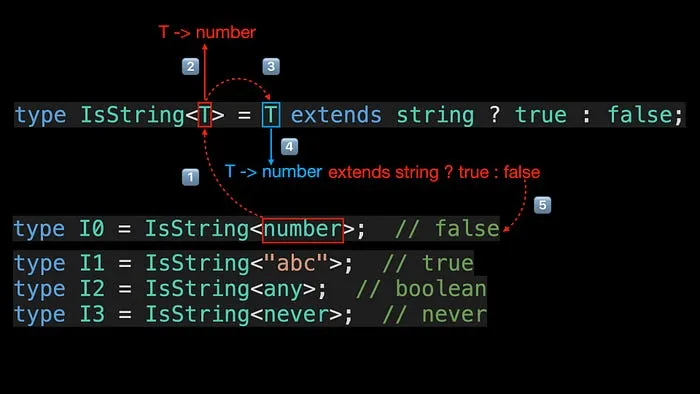 T -> number
2 3
type IsString<T> = T extends string ? true : false;
4
T -> number extends string ? true : false
1
5
type I0 = IsString<number>; // false
type I1 = IsString<"abc">; // true
type I2 = IsString<any>; // boolean
type I3 = IsString<never>; // never